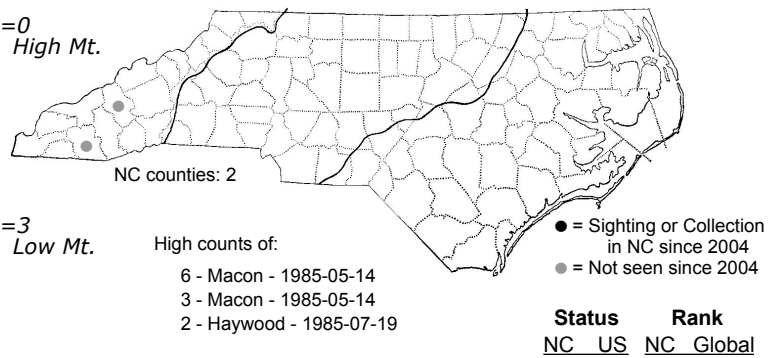 =0
High Mt.
NC counties: 2
=3
Low Mt.
High counts of:
6 - Macon - 1985-05-14
3 - Macon - 1985-05-14
2 - Haywood - 1985-07-19
● = Sighting or Collection
in NC since 2004
● = Not seen since 2004
Status Rank
NC US NC Global